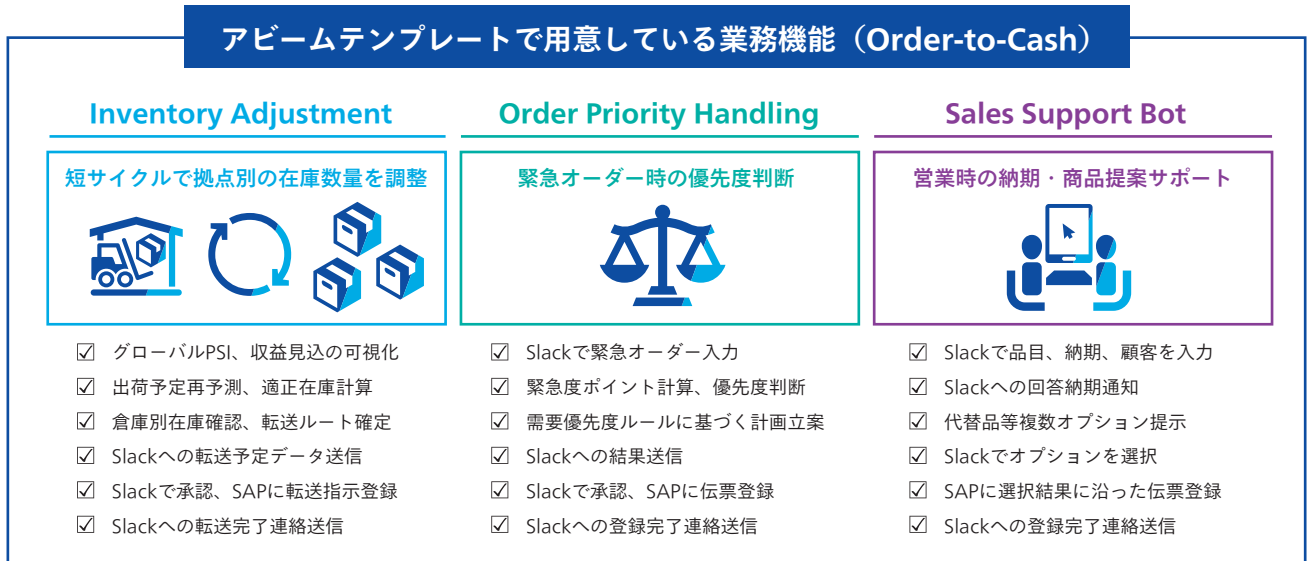 アビームテンプレートで用意している業務機能（Order-to-Cash）
Inventory Adjustment
短サイクルで拠点別の在庫数量を調整
☑ グローバルPSI、収益見込の可視化
☑ 出荷予定再予測、適正在庫計算
☑ 倉庫別在庫確認、転送ルート確定
☑ Slackへの転送予定データ送信
☑ Slackで承認、SAPに転送指示登録
☑ Slackへの転送完了連絡送信
Order Priority Handling
緊急オーダー時の優先度判断
☑ Slackで緊急オーダー入力
☑ 緊急度ポイント計算、優先度判断
☑ 需要優先度ルールに基づく計画立案
☑ Slackへの結果送信
☑ Slackで承認、SAPに伝票登録
☑ Slackへの登録完了連絡送信
Sales Support Bot
営業時の納期・商品提案サポート
☑ Slackで品目、納期、顧客を入力
☑ Slackへの回答納期通知
☑ 代替品等複数オプション提示
☑ Slackでオプションを選択
☑ SAPに選択結果に沿った伝票登録
☑ Slackへの登録完了連絡送信